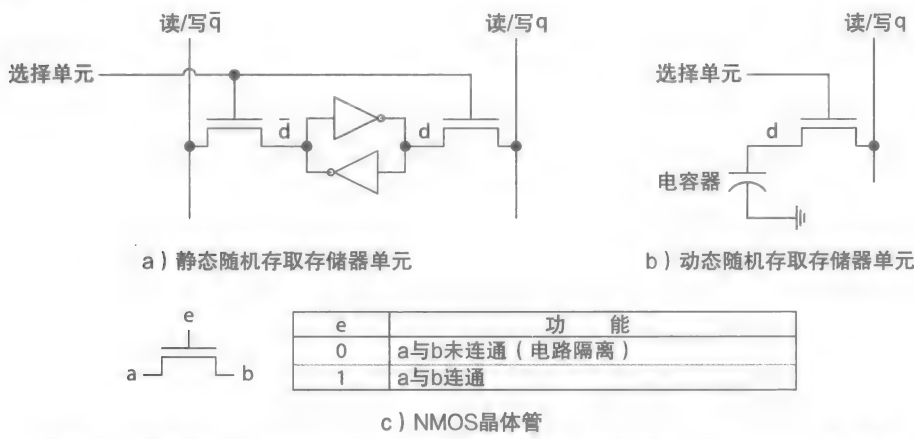 读/写q̅
读/写q
读/写q
选择单元
选择单元
d̅
d
d
电容器
a）静态随机存取存储器单元
b）动态随机存取存储器单元
e
a
b
e 功 能
0 a与b未连通（电路隔离）
1 a与b连通
c）NMOS晶体管